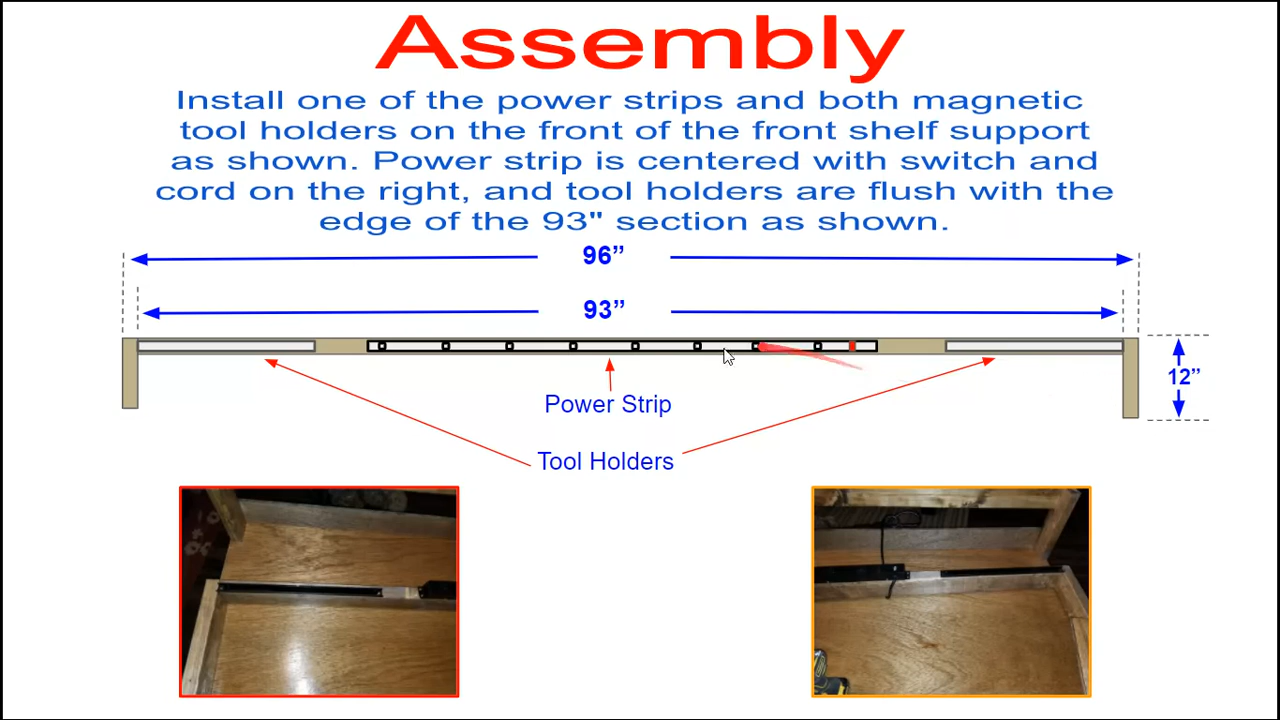 Assembly
Install one of the power strips and both magnetic
tool holders on the front of the front shelf support
as shown. Power strip is centered with switch and
cord on the right, and tool holders are flush with the
edge of the 93" section as shown.
96”
93”
12”
Power Strip
Tool Holders